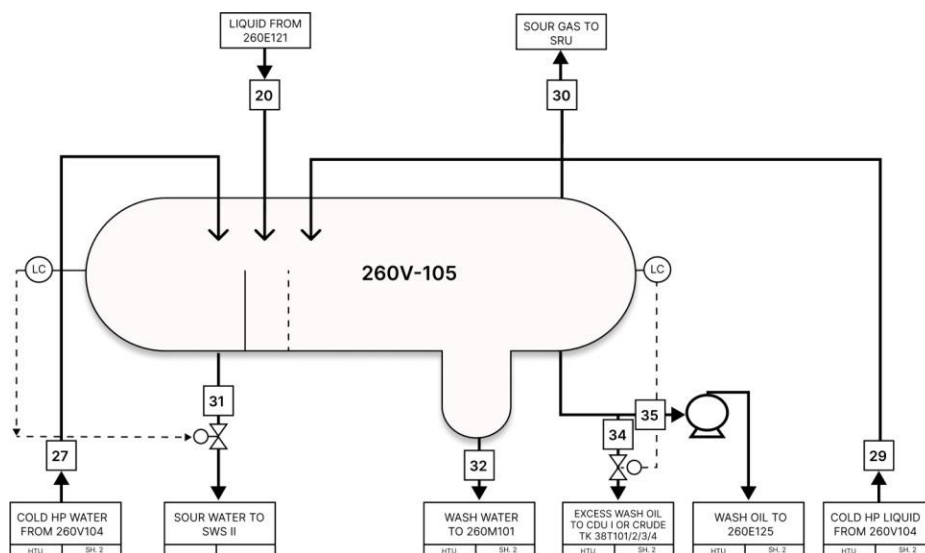 LIQUID FROM
260E121
SOUR GAS TO
SRU
20
30
LC
260V-105
LC
31
35
34
27
32
29
COLD HP WATER
FROM 260V104
SOUR WATER TO
SWS II
WASH WATER
TO 260M101
EXCESS WASH OIL
TO CDU I OR CRUDE
TK 38T101/2/3/4
WASH OIL TO
260E125
COLD HP LIQUID
FROM 260V104
HTU SH. 2
HTU SH. 2
HTU SH. 2
HTU SH. 2
HTU SH. 2
HTU SH. 2